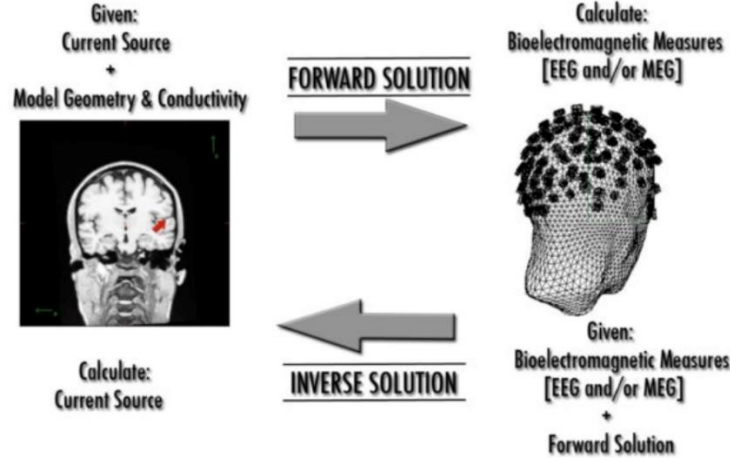 Given:
Current Source
+
Model Geometry & Conductivity
FORWARD SOLUTION
Calculate:
Bioelectromagnetic Measures
[EEG and/or MEG]
Calculate:
Current Source
INVERSE SOLUTION
Given:
Bioelectromagnetic Measures
[EEG and/or MEG]
+
Forward Solution